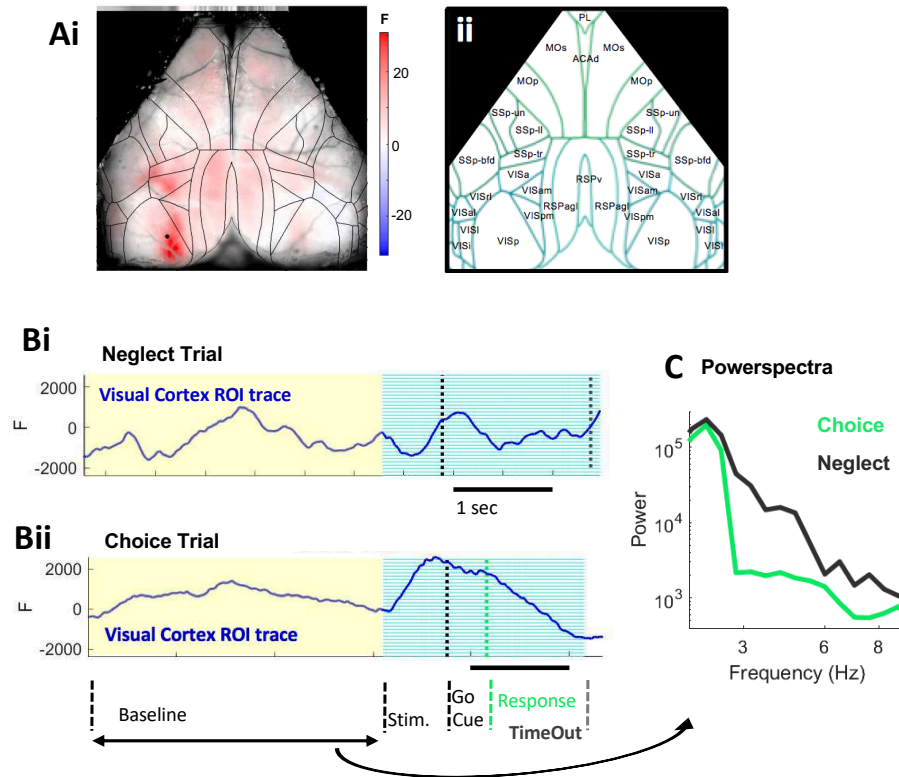 Ai
F
20
0
-20
ii
PL
MOs
MOs
ACAd
MOp
MOp
SSp-un
SSp-un
SSp-ll
SSp-ll
SSp-tr
SSp-tr
SSp-bfd
SSp-bfd
VISa
VISa
RSPv
VISam
VISam
VISrl
VISrl
RSPagl
RSPagl
VISal
VISal
VISpm
VISpm
VISl
VISi
VISp
VISp
Bi
Neglect Trial
Visual Cortex ROI trace
2000
0
-2000
F
1 sec
Bii
Choice Trial
2000
0
-2000
F
Visual Cortex ROI trace
Baseline
Stim.
Go
Cue
Response
TimeOut
C Powerspectra
Choice
Neglect
Power
10^5
10^4
10^3
3
6
8
Frequency (Hz)